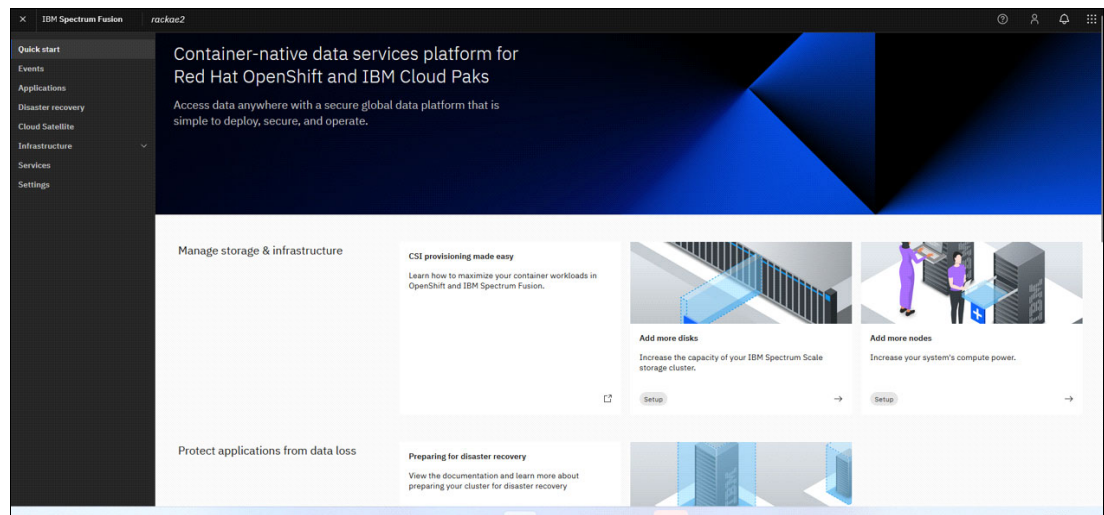 IBM Spectrum Fusion
rackae2
Quick start
Events
Applications
Disaster recovery
Cloud Satellite
Infrastructure
Services
Settings
Container-native data services platform for
Red Hat OpenShift and IBM Cloud Paks
Access data anywhere with a secure global data platform that is
simple to deploy, secure, and operate.
Manage storage & infrastructure
CSI provisioning made easy
Learn how to maximize your container workloads in
OpenShift and IBM Spectrum Fusion.
Add more disks
Increase the capacity of your IBM Spectrum Scale
storage cluster.
Setup
IBM
Add more nodes
Increase your system's compute power.
Setup
Protect applications from data loss
Preparing for disaster recovery
View the documentation and learn more about
preparing your cluster for disaster recovery
IBM